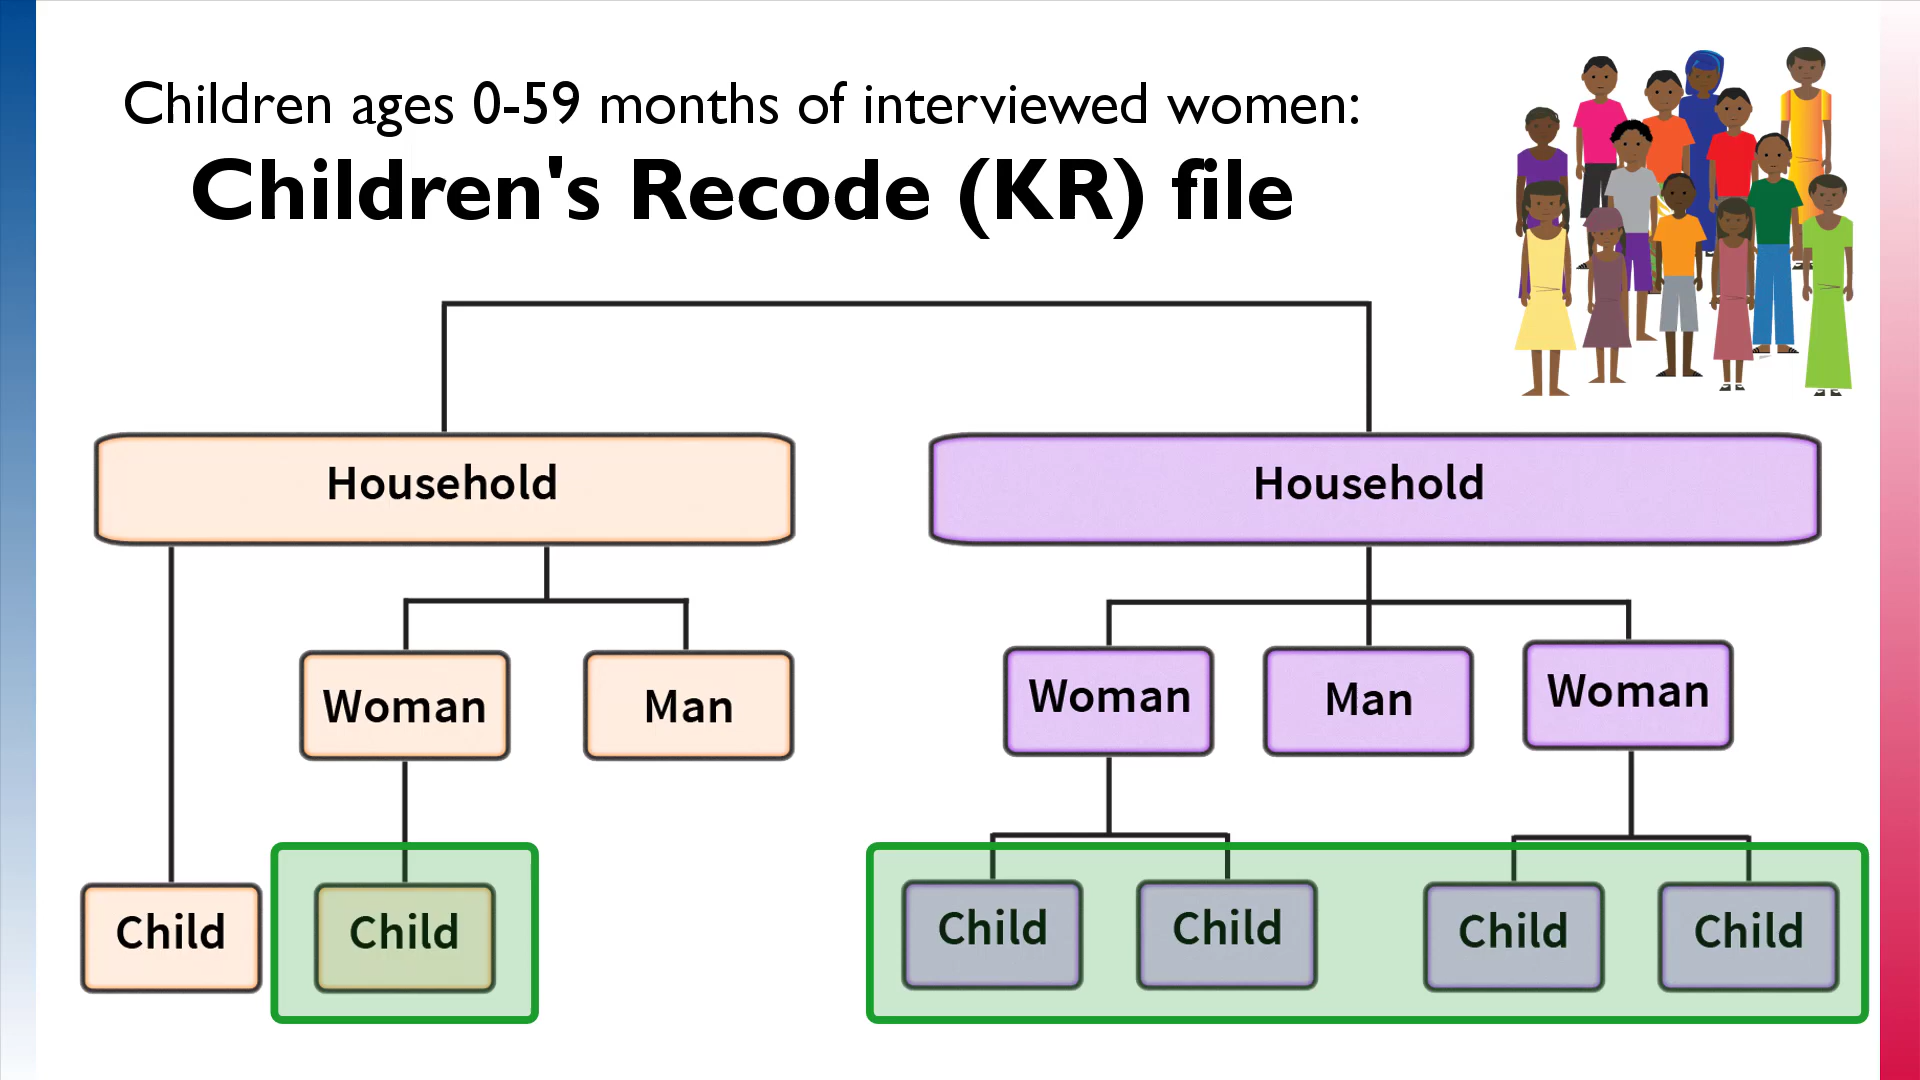 Children ages 0-59 months of interviewed women:
Children's Recode (KR) file
Household
Household
Woman
Man
Woman
Man
Woman
Child
Child
Child
Child
Child
Child